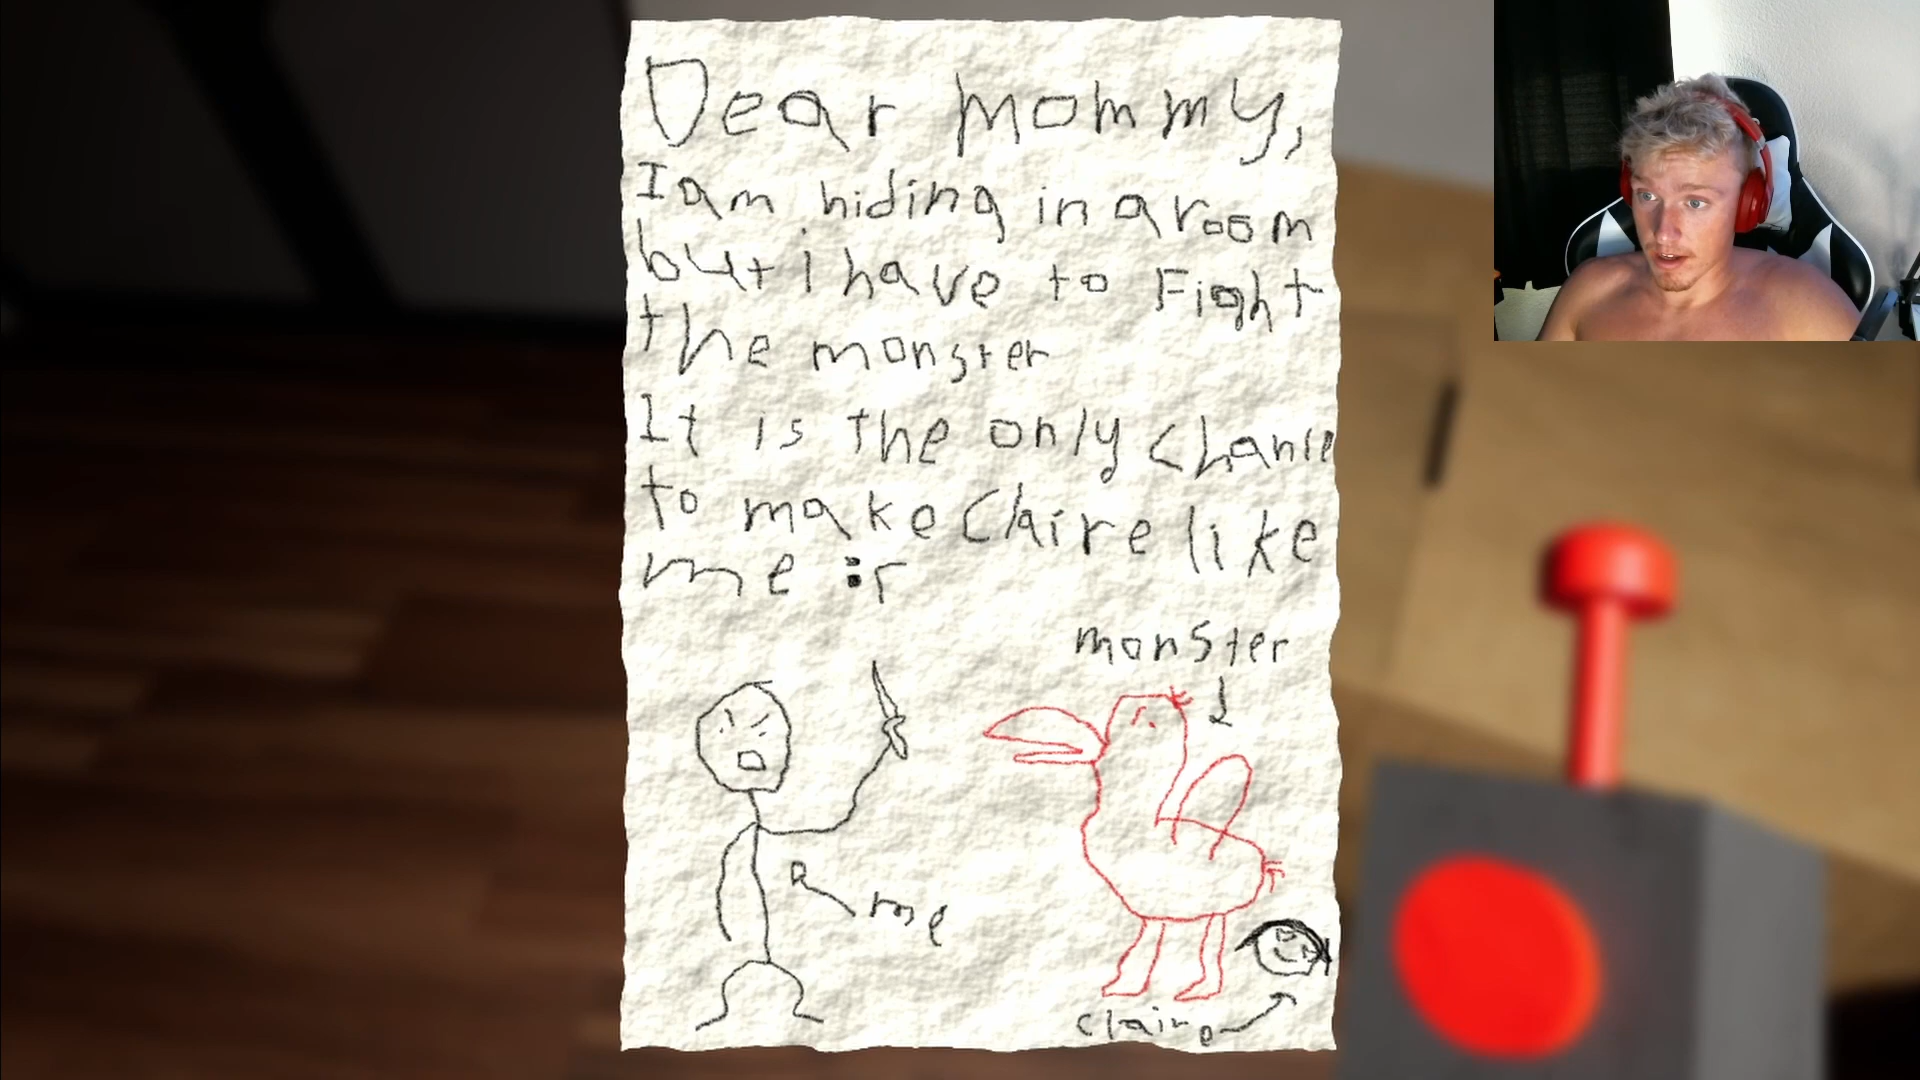 Dear Mommy,
I am hiding in a room
but i have to Fight
the monster
It is the only chance
to make Claire like
me :r
monster
me
claire